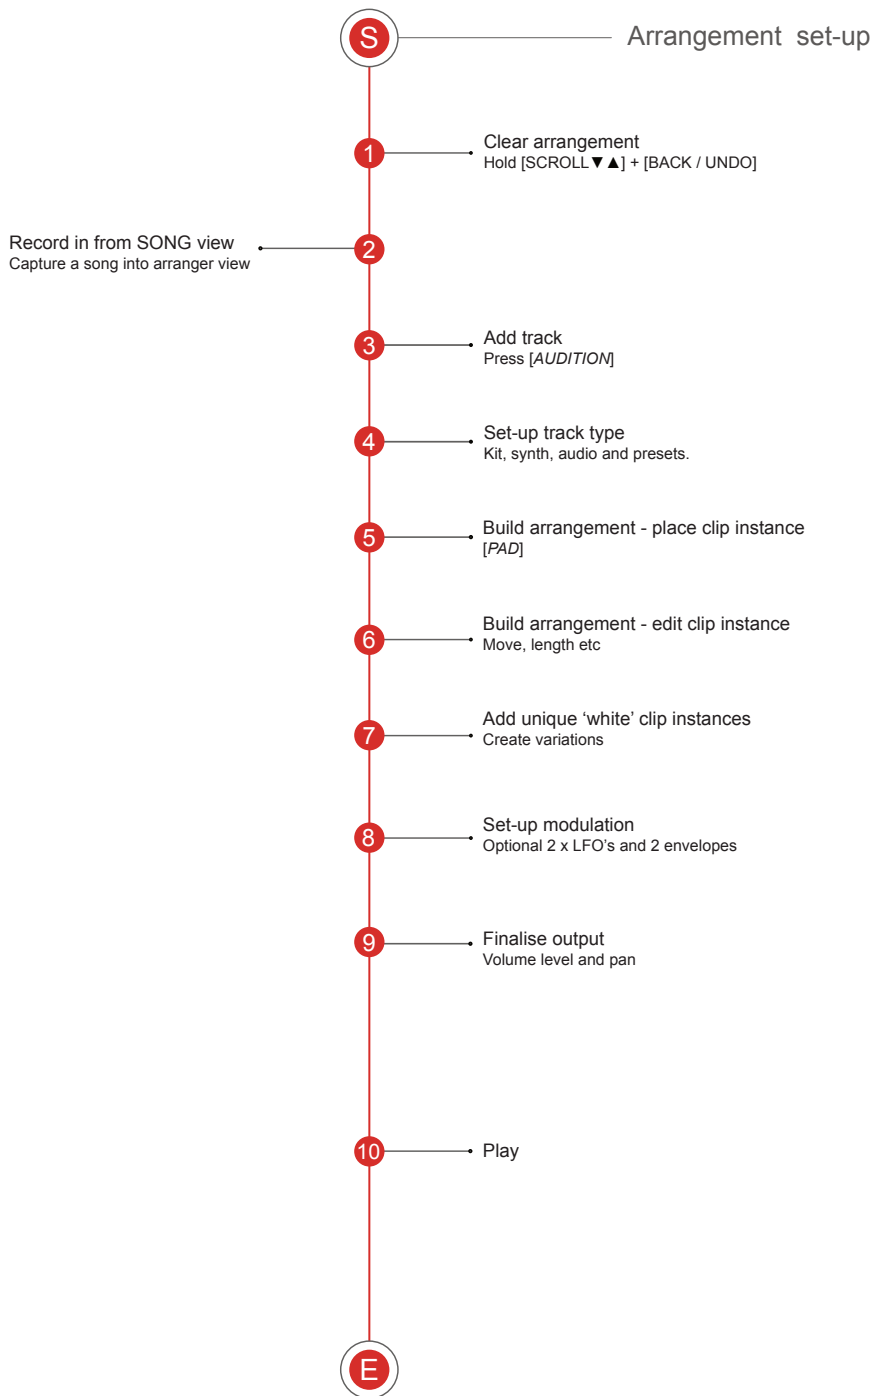 S
Arrangement set-up
1
Clear arrangement
Hold [SCROLL▼▲] + [BACK / UNDO]
Record in from SONG view
Capture a song into arranger view
2
3
Add track
Press [AUDITION]
4
Set-up track type
Kit, synth, audio and presets.
5
Build arrangement - place clip instance
[PAD]
6
Build arrangement - edit clip instance
Move, length etc
7
Add unique ‘white’ clip instances
Create variations
8
Set-up modulation
Optional 2 x LFO’s and 2 envelopes
9
Finalise output
Volume level and pan
10
Play
E